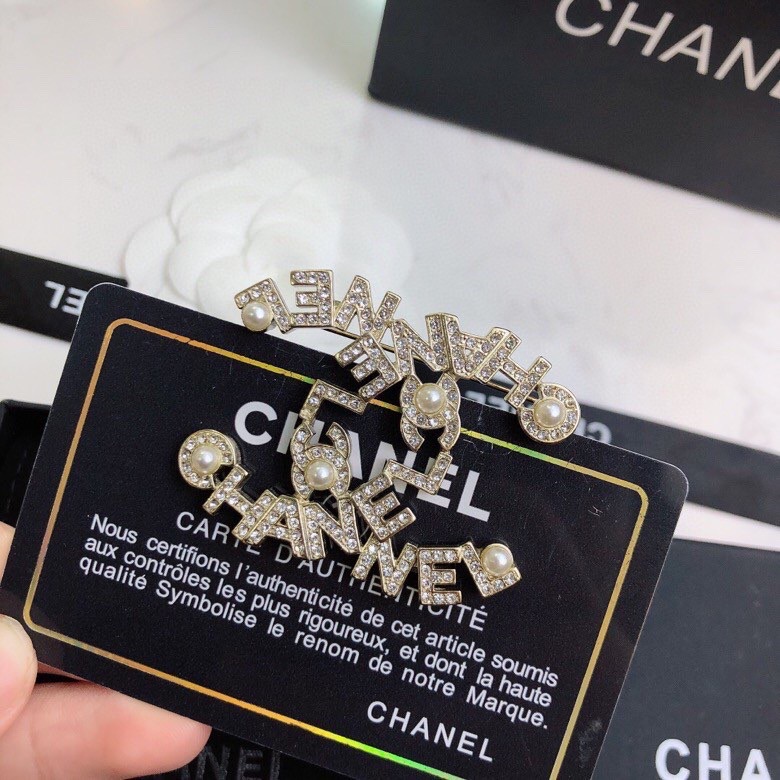 CHANEL
CHANEL
CHANEL
CHANEL
CHANEL
CARTE D'AUTHENTICITÉ
Nous certifions l'authenticité de cet article soumis
aux contrôles les plus rigoureux, et dont la haute
qualité Symbolise le renom de notre Marque.
CHANEL